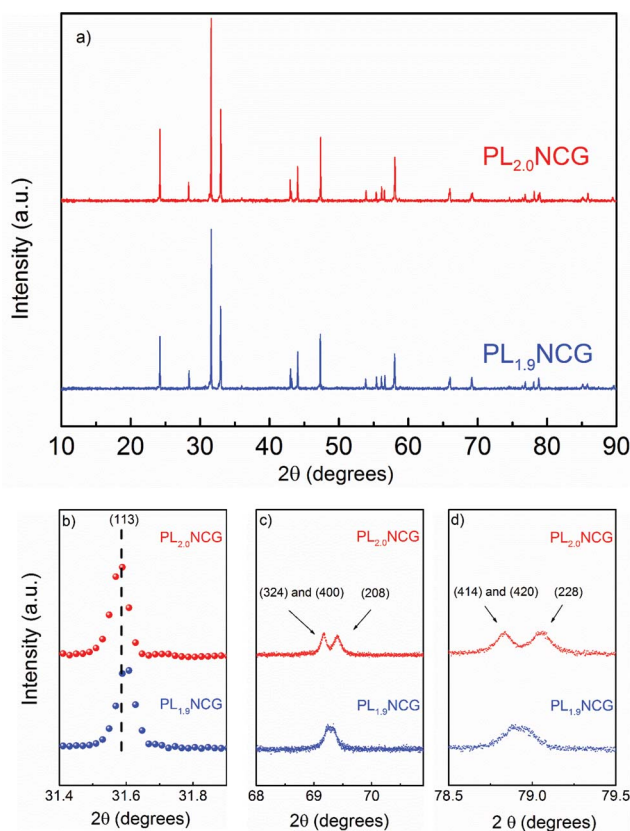 a)
Intensity (a.u.)
PL₂.₀NCG
PL₁.₉NCG
10 20 30 40 50 60 70 80 90
2θ (degrees)
b)
(113)
PL₂.₀NCG
PL₁.₉NCG
Intensity (a.u.)
31.4 31.6 31.8
2θ (degrees)
c)
PL₂.₀NCG
(324) and (400)
(208)
PL₁.₉NCG
68 69 70
2θ (degrees)
d)
PL₂.₀NCG
(414) and (420)
(228)
PL₁.₉NCG
78.5 79.0 79.5
2 θ (degrees)